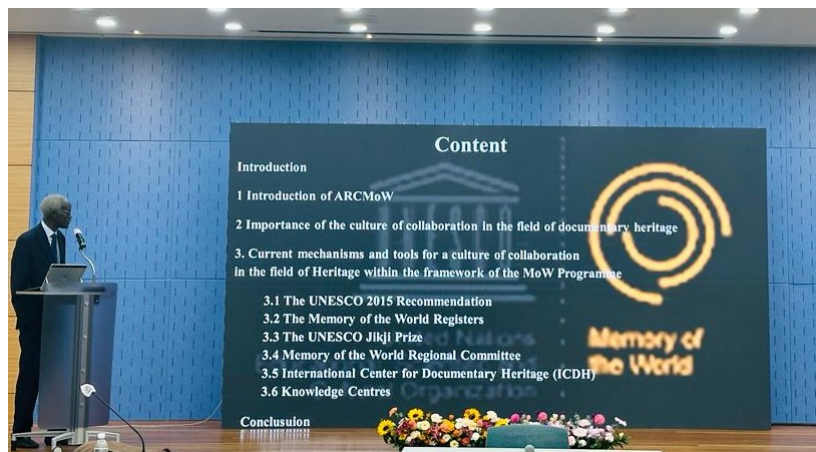 Content
Introduction
1 Introduction of ARCMoW
2 Importance of the culture of collaboration in the field of documentary heritage
3. Current mechanisms and tools for a culture of collaboration
in the field of Heritage within the framework of the MoW Programme
3.1 The UNESCO 2015 Recommendation
3.2 The Memory of the World Registers
3.3 The UNESCO Jikji Prize
3.4 Memory of the World Regional Committee
3.5 International Center for Documentary Heritage (ICDH)
3.6 Knowledge Centres
Conclusuion
UNESCO
Nations
Organization
Memory of
the World